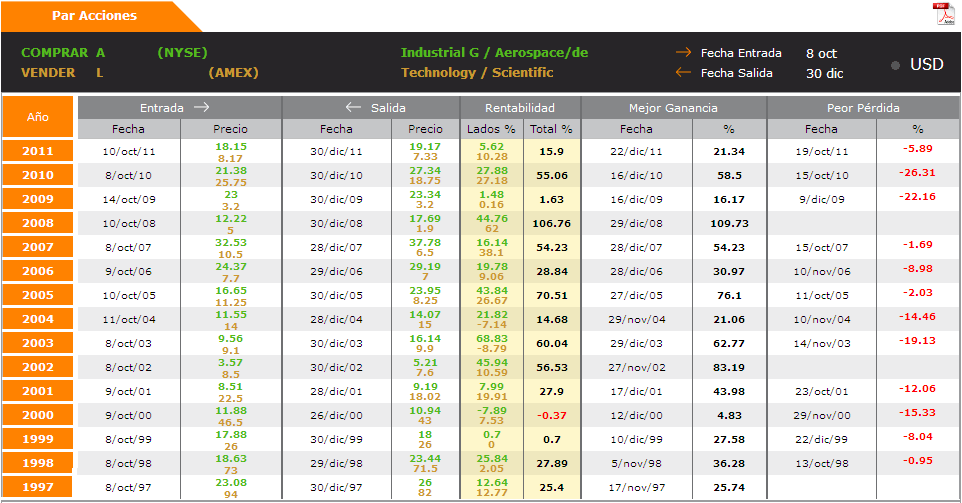 Par Acciones
COMPRAR A (NYSE) Industrial G / Aerospace/de Fecha Entrada 8 oct
VENDER L (AMEX) Technology / Scientific Fecha Salida 30 dic
USD
Año Entrada Salida Rentabilidad Mejor Ganancia Peor Pérdida
Fecha Precio Fecha Precio Lados % Total % Fecha % Fecha %
2011 10/oct/11 18.15 8.17 30/dic/11 19.17 7.33 5.62 10.28 15.9 22/dic/11 21.34 19/oct/11 -5.89
2010 8/oct/10 21.38 25.75 30/dic/10 27.34 18.75 27.88 27.18 55.06 16/dic/10 58.5 15/oct/10 -26.31
2009 14/oct/09 23 3.2 30/dic/09 23.34 3.2 1.48 0.16 1.63 16/dic/09 16.17 9/dic/09 -22.16
2008 10/oct/08 12.22 5 30/dic/08 17.69 1.9 44.76 62 106.76 29/dic/08 109.73
2007 8/oct/07 32.53 10.5 28/dic/07 37.78 6.5 16.14 38.1 54.23 28/dic/07 54.23 15/oct/07 -1.69
2006 9/oct/06 24.37 7.7 29/dic/06 29.19 7 19.78 9.06 28.84 28/dic/06 30.97 10/nov/06 -8.98
2005 10/oct/05 16.65 11.25 30/dic/05 23.95 8.25 43.84 26.67 70.51 27/dic/05 76.1 11/oct/05 -2.03
2004 11/oct/04 11.55 14 28/dic/04 14.07 15 21.82 -7.14 14.68 29/nov/04 21.06 10/nov/04 -14.46
2003 8/oct/03 9.56 9.1 30/dic/03 16.14 9.9 68.83 -8.79 60.04 29/dic/03 62.77 14/nov/03 -19.13
2002 8/oct/02 3.57 8.5 30/dic/02 5.21 7.6 45.94 10.59 56.53 27/nov/02 83.19
2001 9/oct/01 8.51 22.5 28/dic/01 9.19 18.02 7.99 19.91 27.9 17/dic/01 43.98 23/oct/01 -12.06
2000 9/oct/00 11.88 46.5 26/dic/00 10.94 43 -7.89 7.53 -0.37 12/dic/00 4.83 29/nov/00 -15.33
1999 8/oct/99 17.88 26 30/dic/99 18 26 0.7 0 0.7 10/dic/99 27.58 22/dic/99 -8.04
1998 8/oct/98 18.63 73 29/dic/98 23.44 71.5 25.84 2.05 27.89 5/nov/98 36.28 13/oct/98 -0.95
1997 8/oct/97 23.08 94 30/dic/97 26 82 12.64 12.77 25.4 17/nov/97 25.74